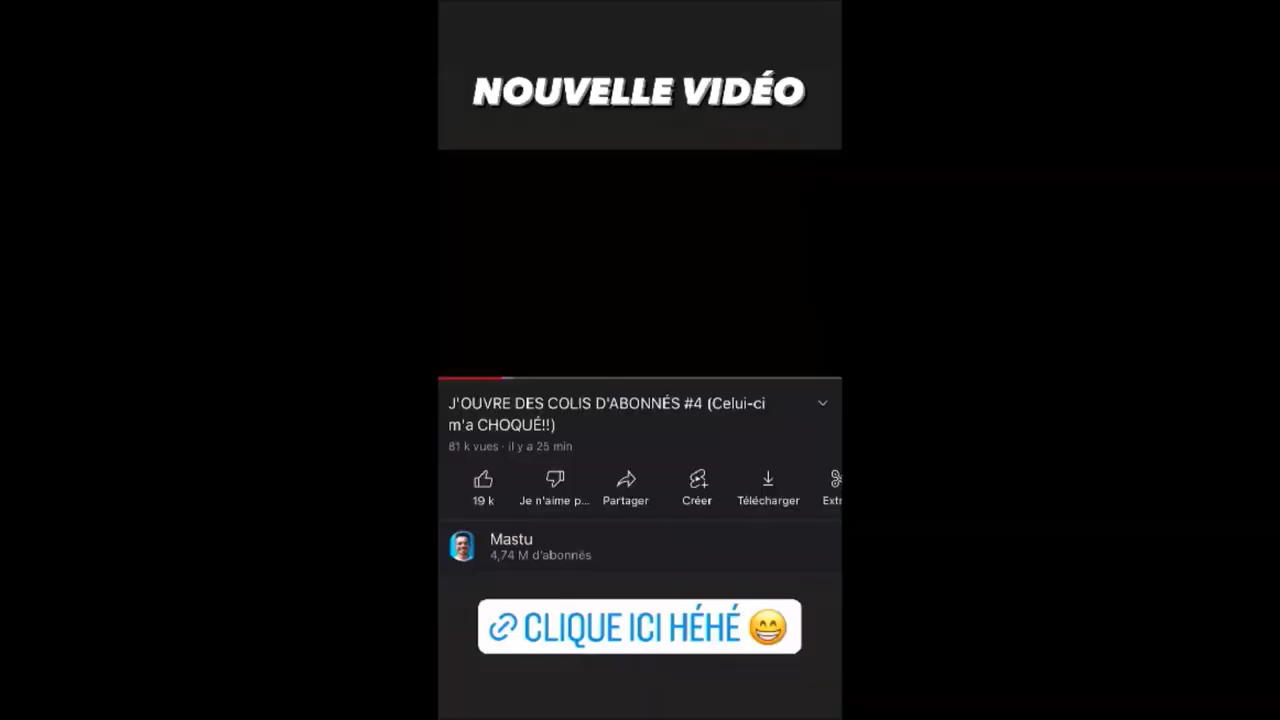 NOUVELLE VIDÉO
J'OUVRE DES COLIS D'ABONNÉS #4 (Celui-ci
m'a CHOQUÉ!!)
81 k vues · il y a 25 min
19 k
Je n'aime p...
Partager
Créer
Télécharger
Extr
Mastu
4,74 M d'abonnés
CLIQUE ICI HÉHÉ 😁